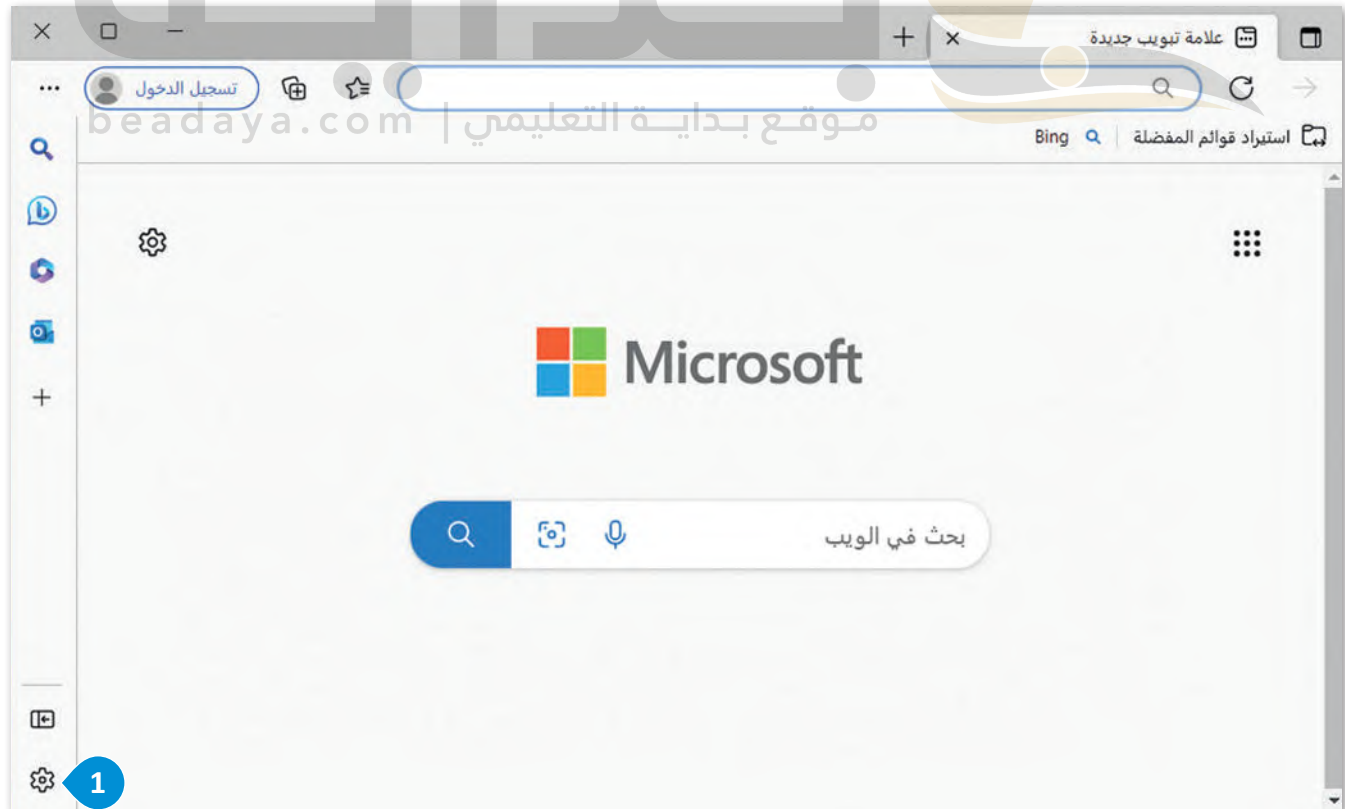 علامة تبويب جديدة
تسجيل الدخول
موقع بداية التعليمي | beadaya.com
استيراد قوائم المفضلة Bing
Microsoft
بحث في الويب
1